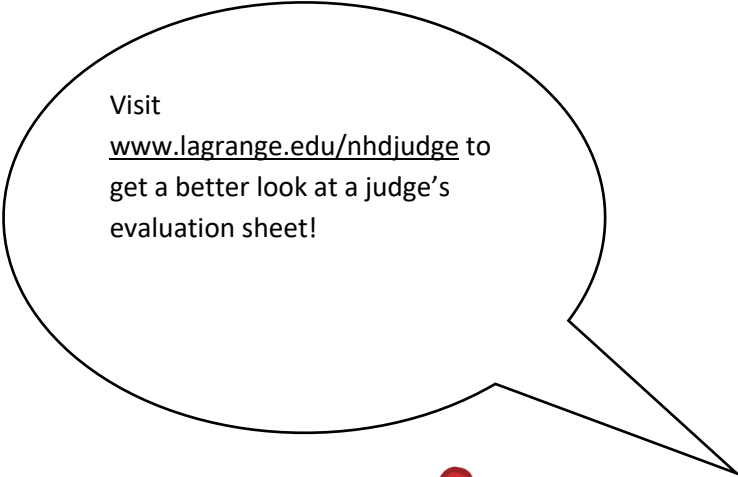 Visit
www.lagrange.edu/nhdjudge to
get a better look at a judge’s
evaluation sheet!